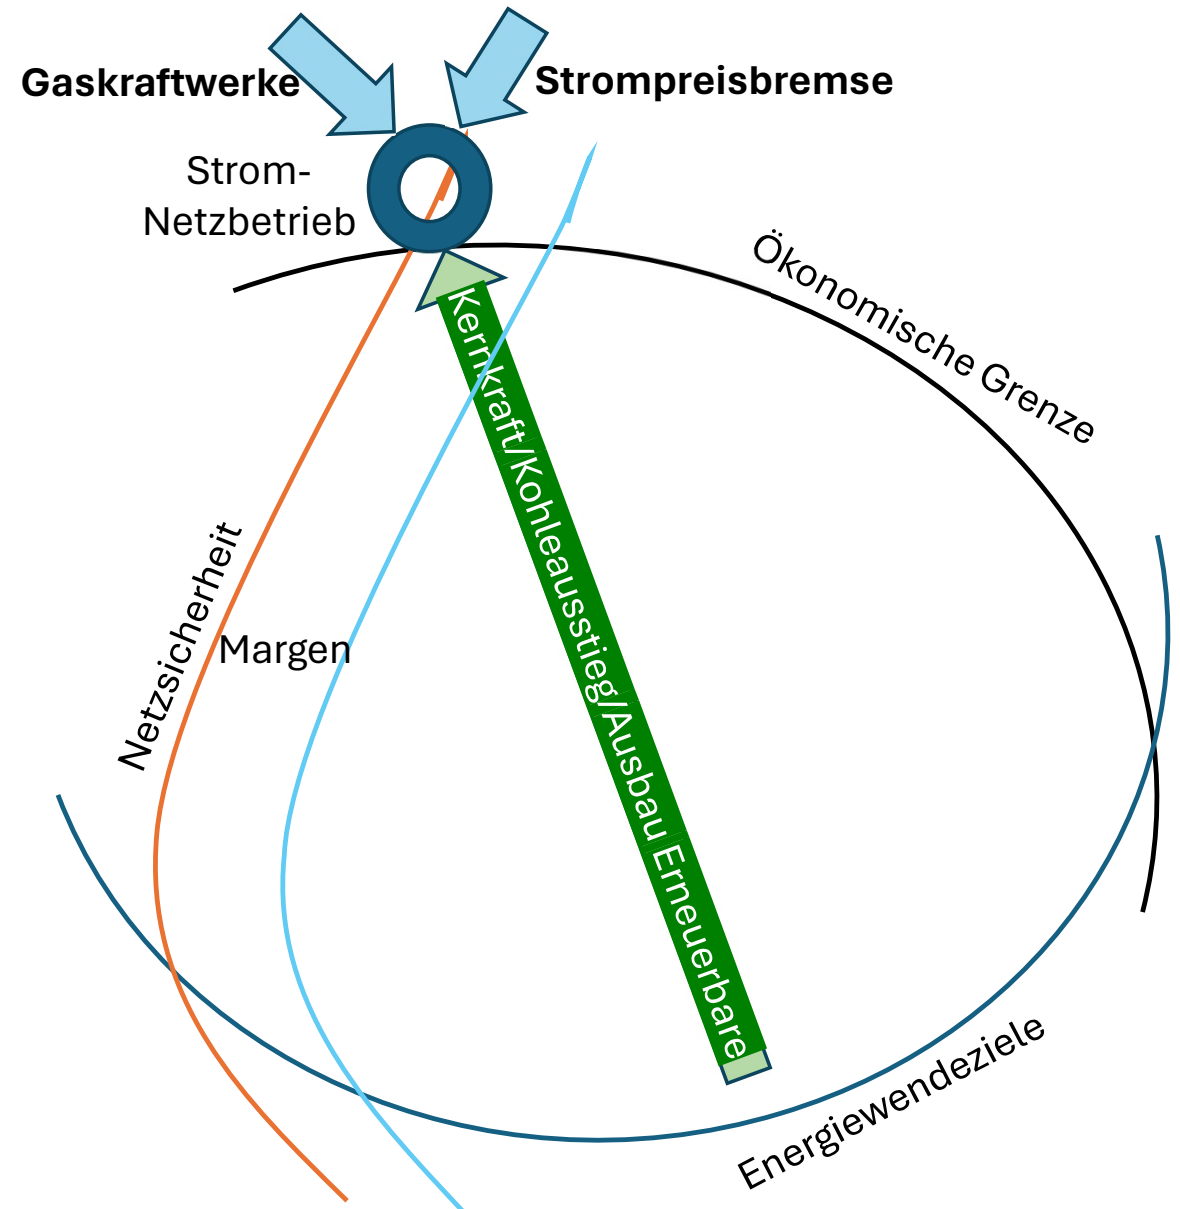 Gaskraftwerke
Strompreisbremse
Strom-
Netzbetrieb
Ökonomische Grenze
Kernkraft/Kohleausstieg/Ausbau Erneuerbare
Netzsicherheit
Margen
Energiewendeziele